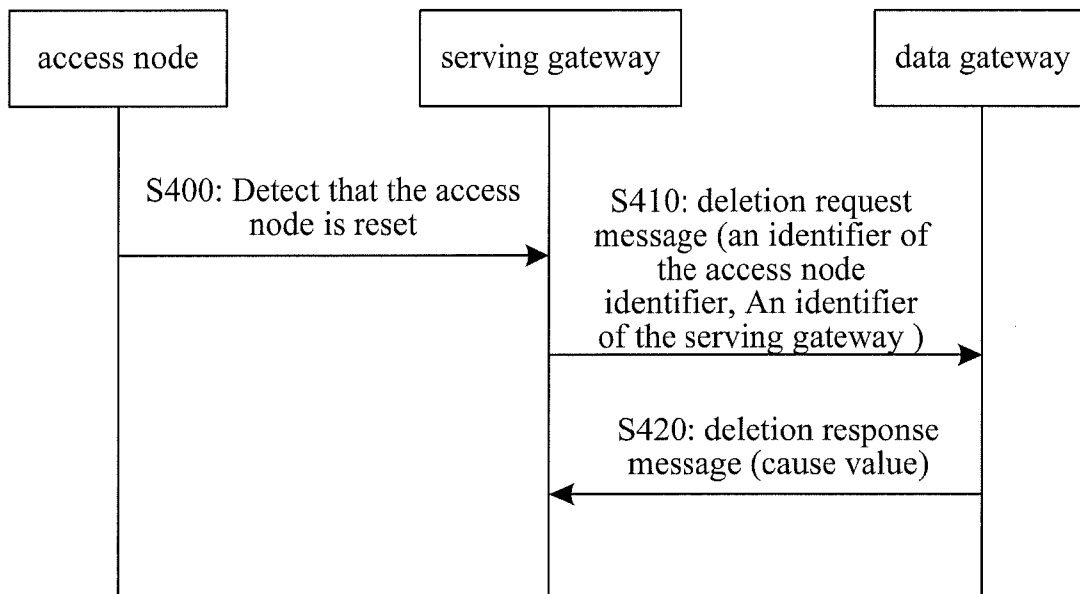 access node
serving gateway
data gateway
S400: Detect that the access
node is reset
S410: deletion request
message (an identifier of
the access node
identifier, An identifier
of the serving gateway )
S420: deletion response
message (cause value)